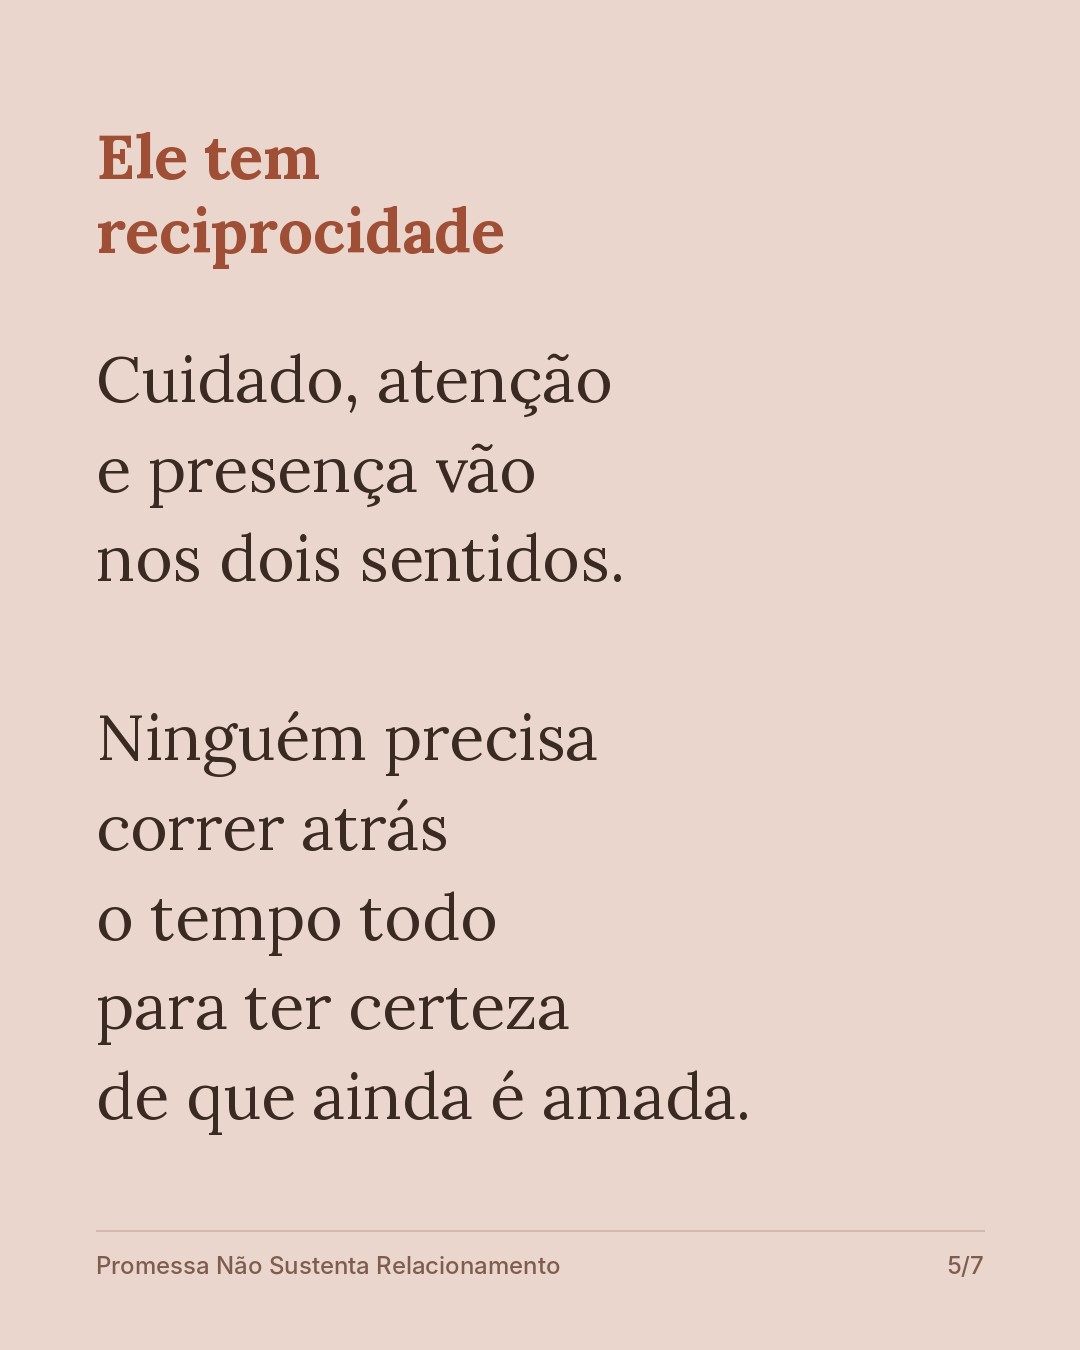 Ele tem
reciprocidade
Cuidado, atenção
e presença vão
nos dois sentidos.
Ninguém precisa
correr atrás
o tempo todo
para ter certeza
de que ainda é amada.
Promessa Não Sustenta Relacionamento
5/7